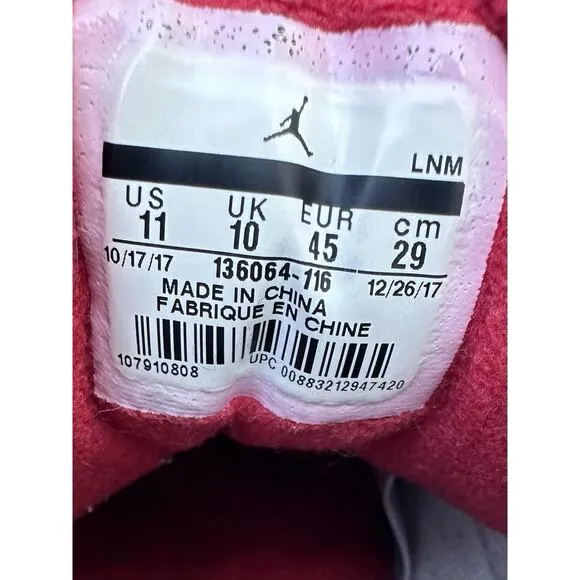 LNM
US UK EUR cm
11 10 45 29
10/17/17 136064-116 12/26/17
MADE IN CHINA
FABRIQUE EN CHINE
107910808 UPC 00883212947420